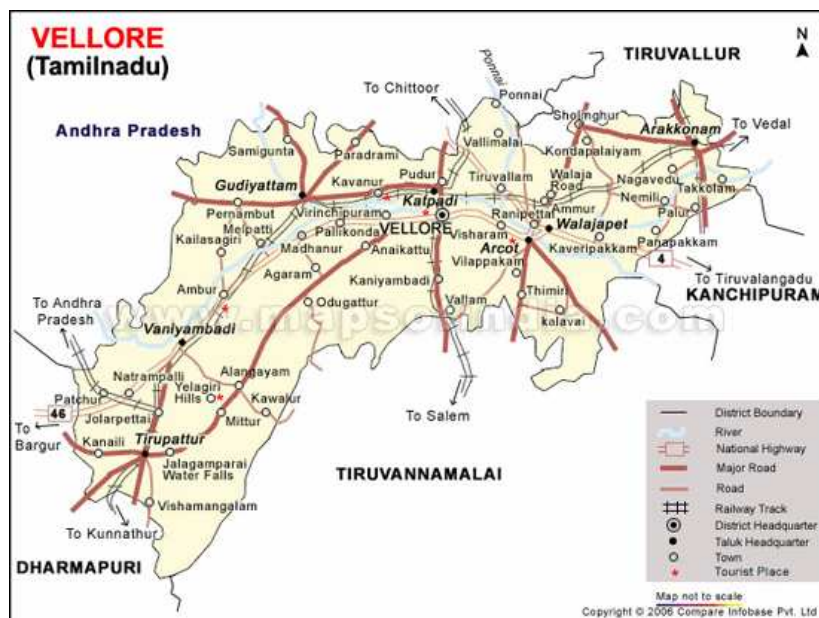 VELLORE
(Tamilnadu)
N
TIRUVALLUR
Ponnai
Ponnai
To Chittoor
Sholinghur
To Vedal
Arakkonam
Andhra Pradesh
Vallimalai
Kondapalaiyam
Samigunta
Paradrami
Pudur
Gudiyattam
Kavanur
Katpadi
Tiruvallam
Walaja
Road
Nagavedu
Takkolam
Nemili
Ammur
Pernambut
Virinchipuram
Ranipettai
Walajapet
Palur
Melpatti
Pallikonda
VELLORE
Visharam
Kailasagiri
Madhanur
Anaikattu
Arcot
Kaveripakkam
Panapakkam
Agaram
Kaniyambadi
Vilappakam
4
To Tiruvalangadu
Ambur
Odugattur
Vallam
Thimiri
KANCHIPURAM
To Andhra
Pradesh
kalavai
www.mapsofindia.com
Vaniyambadi
Natrampalli
Alangayam
Patchur
Yelagiri
Hills
Kawalur
To Salem
46
Jolarpettai
Mittur
To
Bargur
Kanaili
Tirupattur
Jalagamparai
Water Falls
TIRUVANNAMALAI
Vishamangalam
To Kunnathur
DHARMAPURI
District Boundary
River
National Highway
Major Road
Road
Railway Track
District Headquarter
Taluk Headquarter
Town
Tourist Place
Map not to scale
Copyright © 2006 Compare Infobase Pvt. Ltd